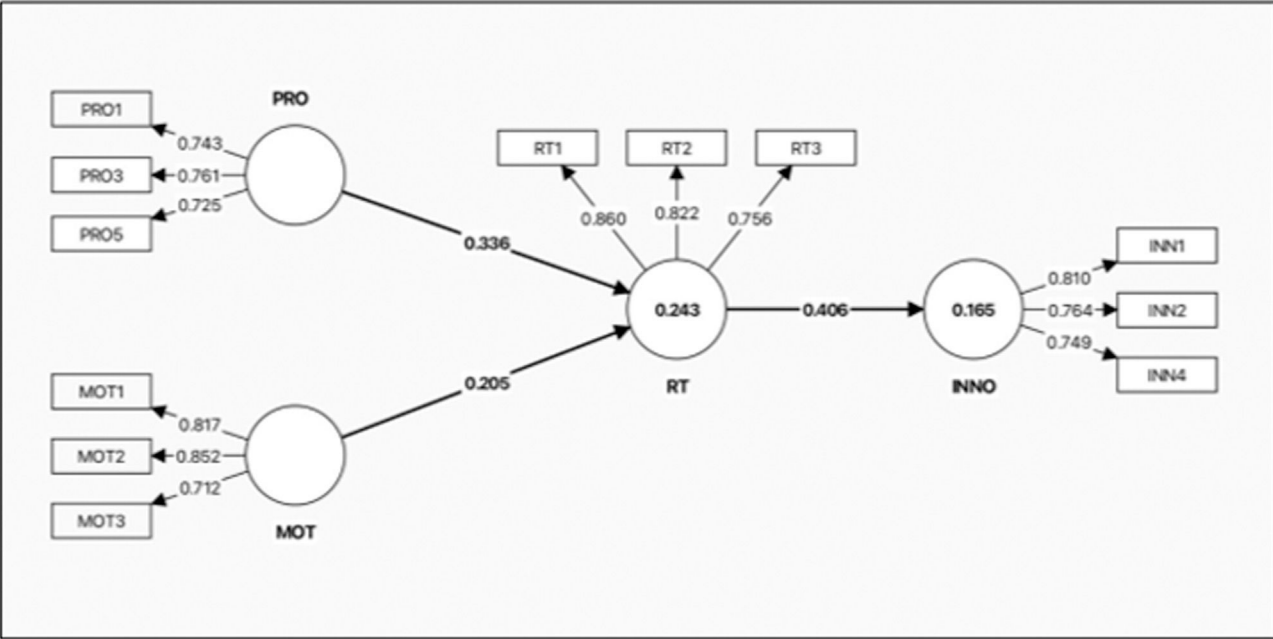 PRO
PRO1
0.743
PRO3
0.761
PRO5
0.725
0.336
RT1
RT2
RT3
0.860
0.822
0.756
0.243
RT
0.406
0.165
INNO
INN1
0.810
INN2
0.764
INN4
0.749
0.205
MOT1
0.817
MOT2
0.852
MOT3
0.712
MOT